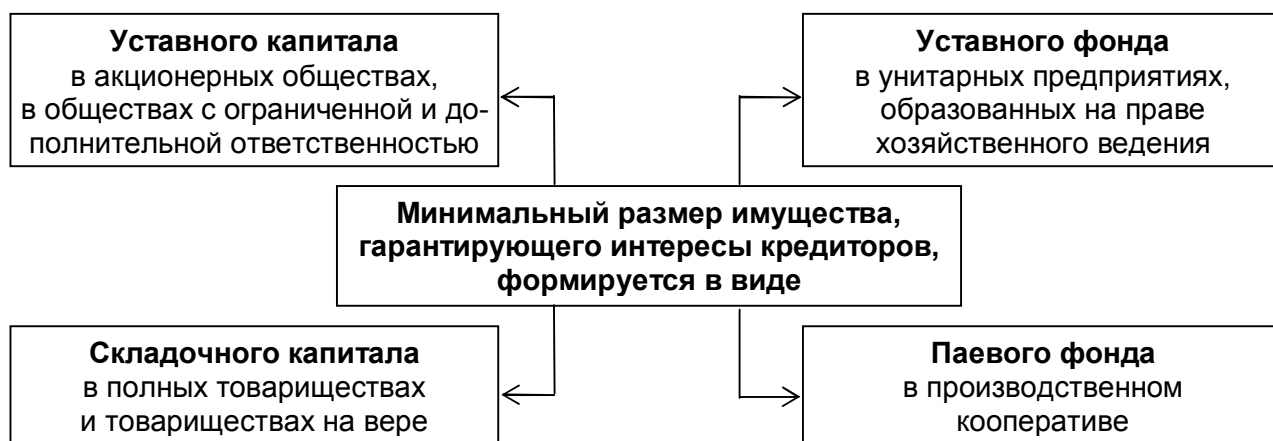 Уставного капитала
в акционерных обществах,
в обществах с ограниченной и до-
полнительной ответственностью
Уставного фонда
в унитарных предприятиях,
образованных на праве
хозяйственного ведения
Минимальный размер имущества,
гарантирующего интересы кредиторов,
формируется в виде
Складочного капитала
в полных товариществах
и товариществах на вере
Паевого фонда
в производственном
кооперативе